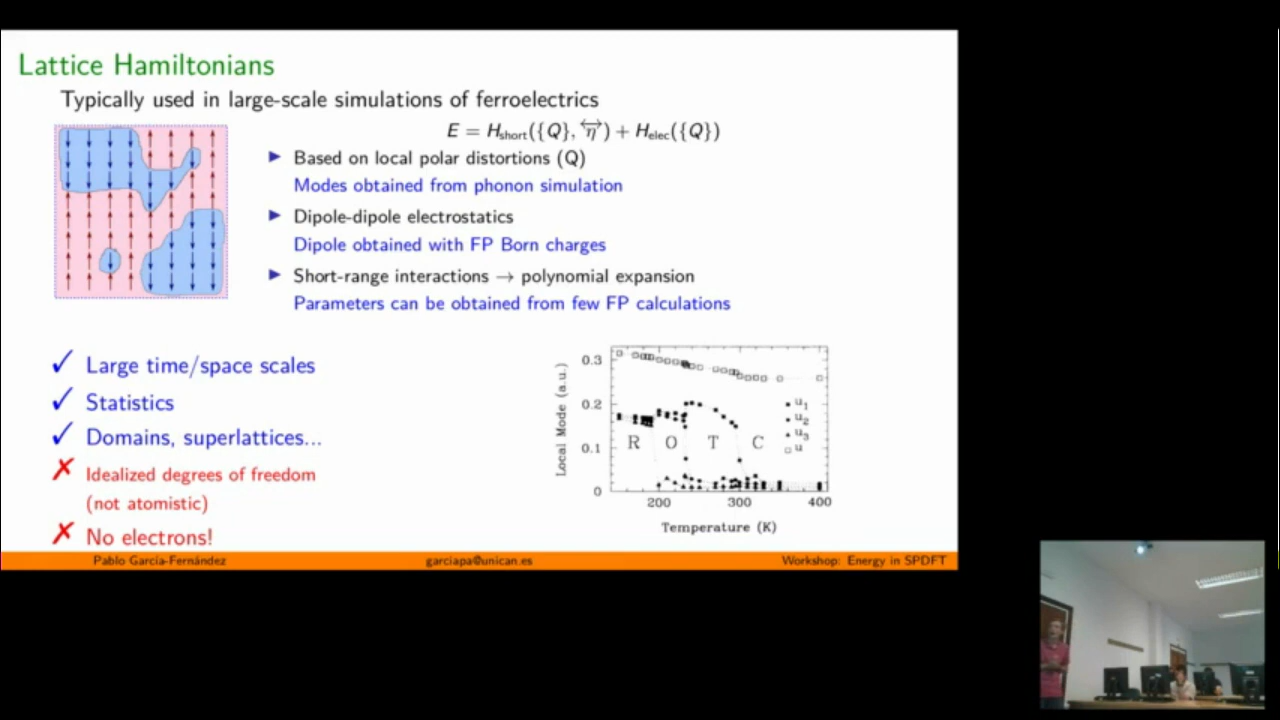 Lattice Hamiltonians
Typically used in large-scale simulations of ferroelectrics
E = H_short({Q}, η⃡) + H_elec({Q})
▶ Based on local polar distortions (Q)
Modes obtained from phonon simulation
▶ Dipole-dipole electrostatics
Dipole obtained with FP Born charges
▶ Short-range interactions → polynomial expansion
Parameters can be obtained from few FP calculations
✓ Large time/space scales
✓ Statistics
✓ Domains, superlattices...
✗ Idealized degrees of freedom
(not atomistic)
✗ No electrons!
Local Mode (a.u.)
0.3
0.2
0.1
0
R O T C
u₁
u₂
u₃
u
200 300 400
Temperature (K)
Pablo García-Fernández garciapa@unican.es Workshop: Energy in SPDFT